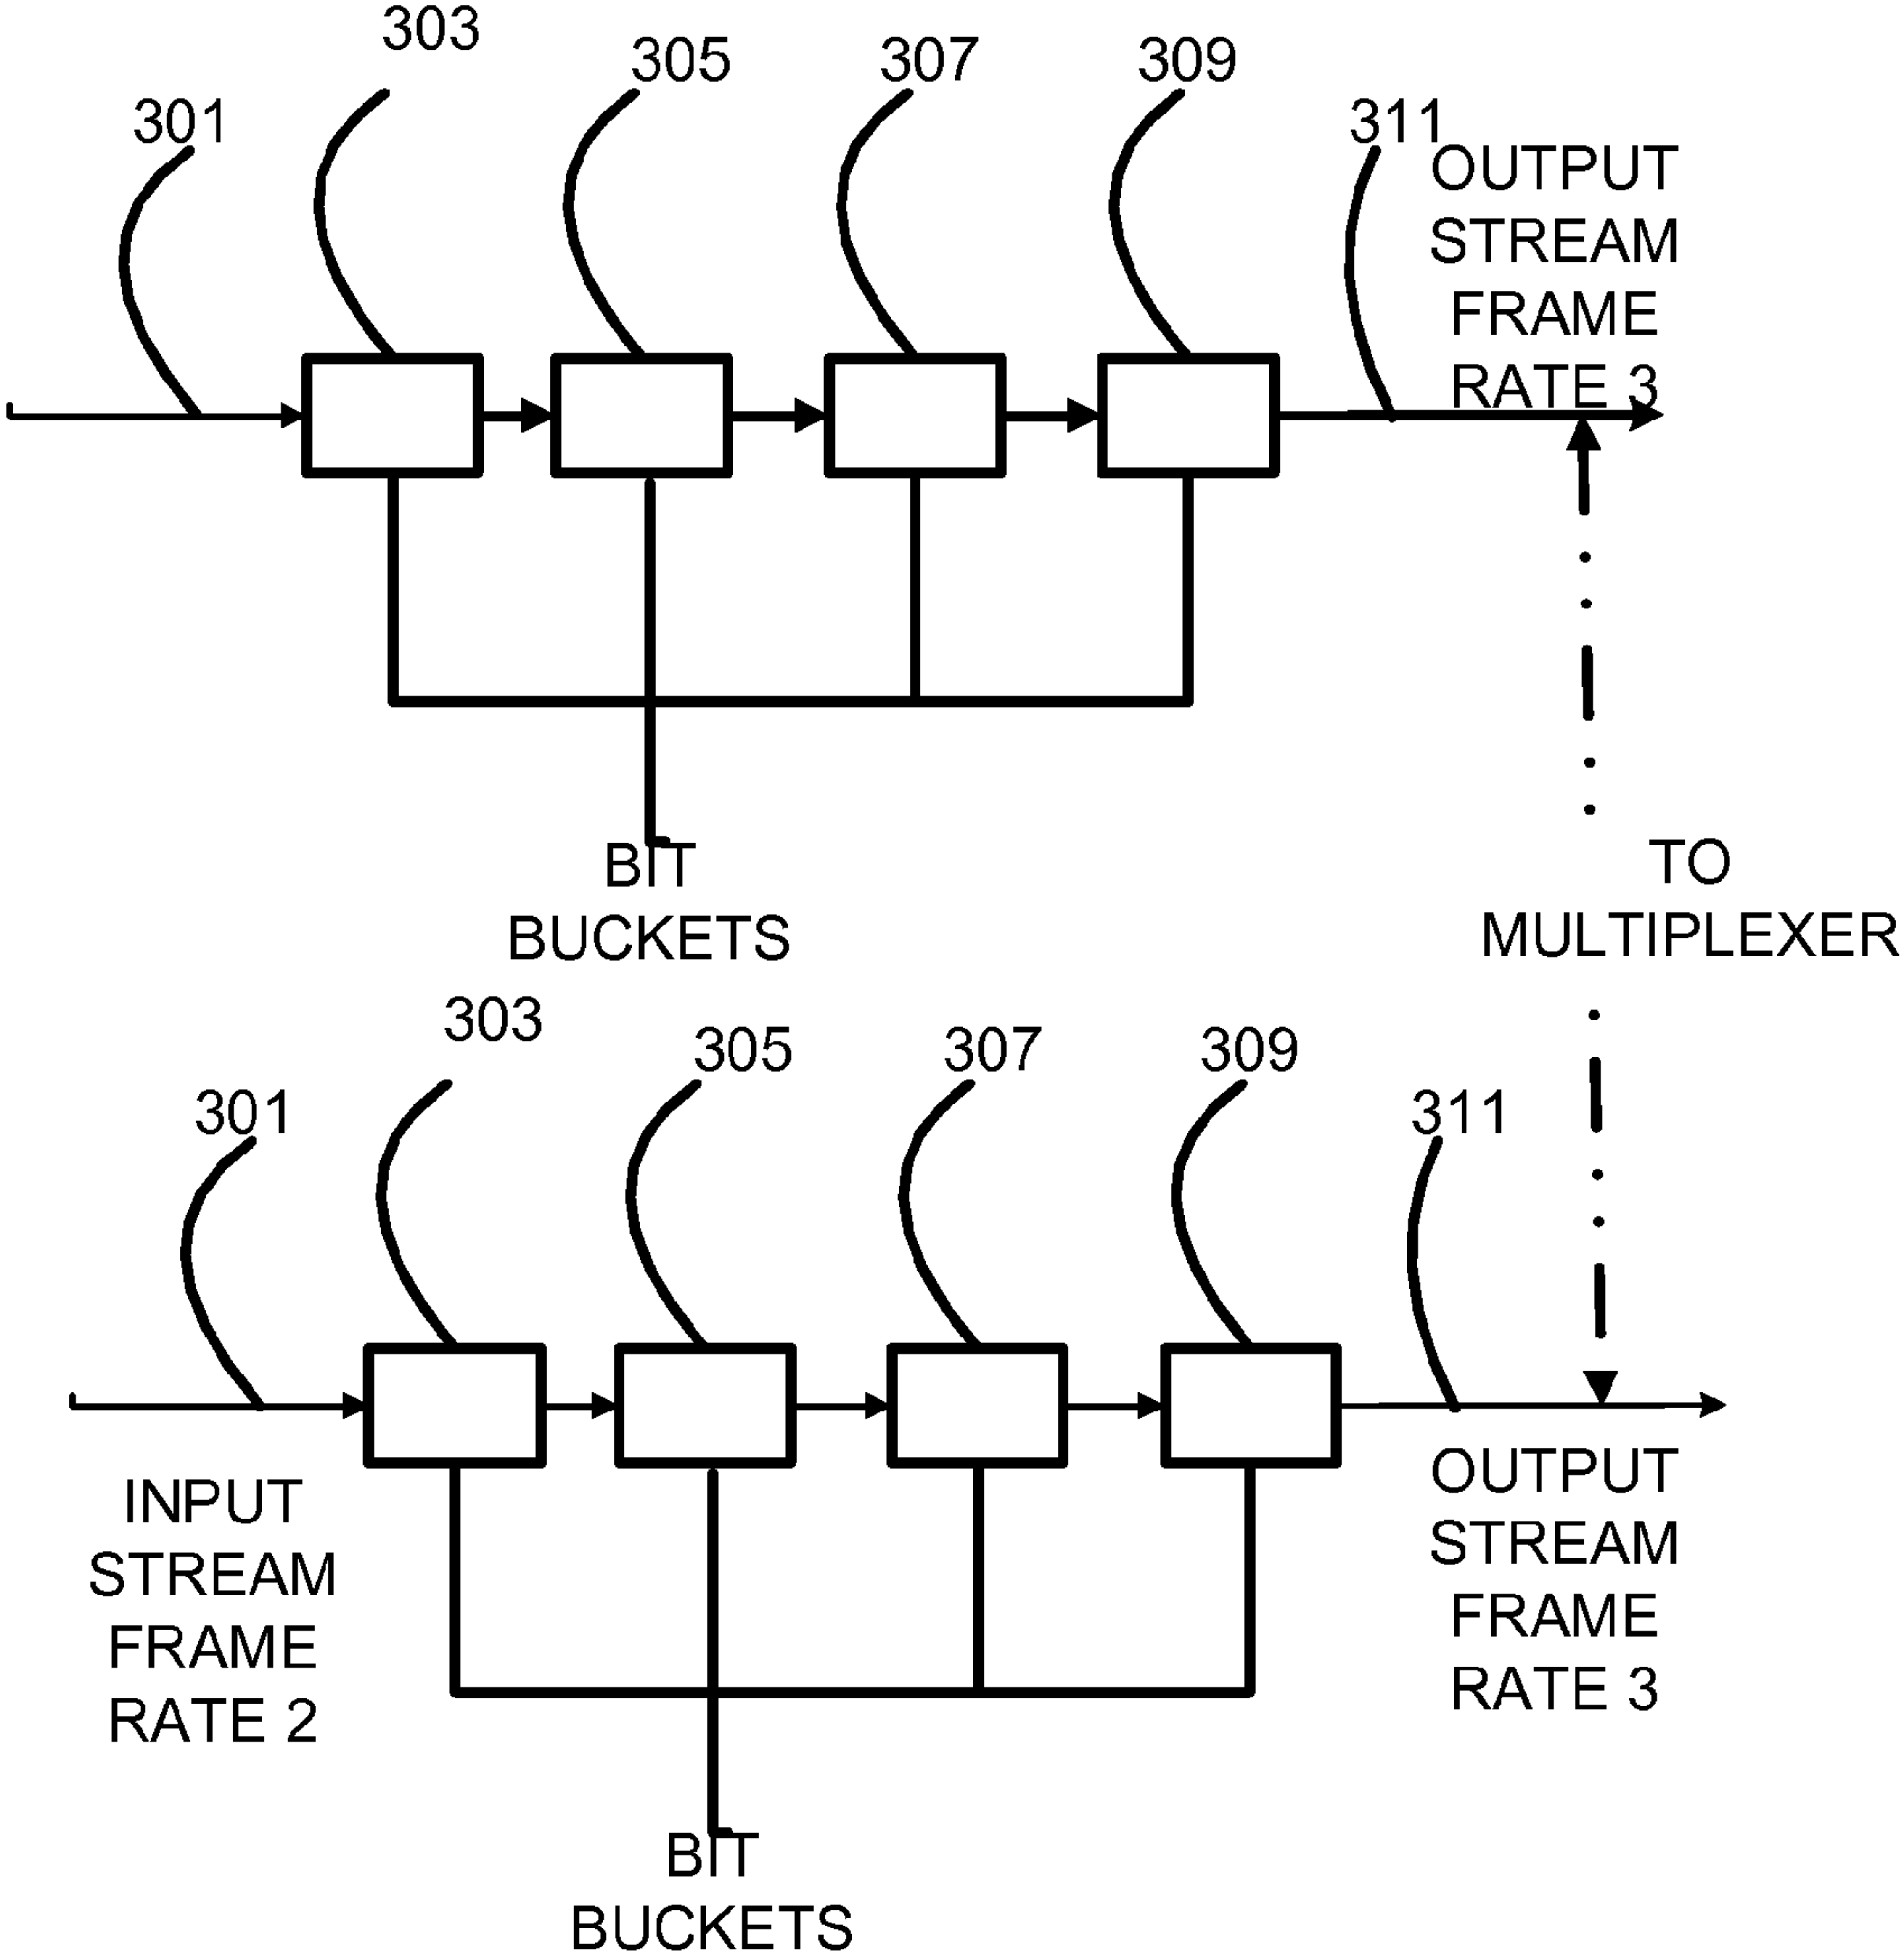 303
305
307
309
301
311
OUTPUT
STREAM
FRAME
RATE 3
BIT
BUCKETS
TO
MULTIPLEXER
303
305
307
309
301
311
INPUT
STREAM
FRAME
RATE 2
OUTPUT
STREAM
FRAME
RATE 3
BIT
BUCKETS